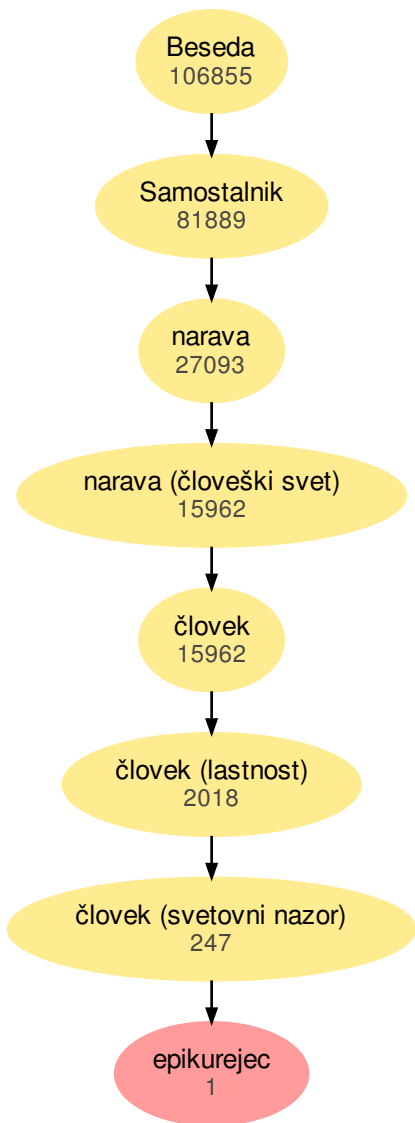 Beseda
106855
Samostalnik
81889
narava
27093
narava (človeški svet)
15962
človek
15962
človek (lastnost)
2018
človek (svetovni nazor)
247
epikurejec
1